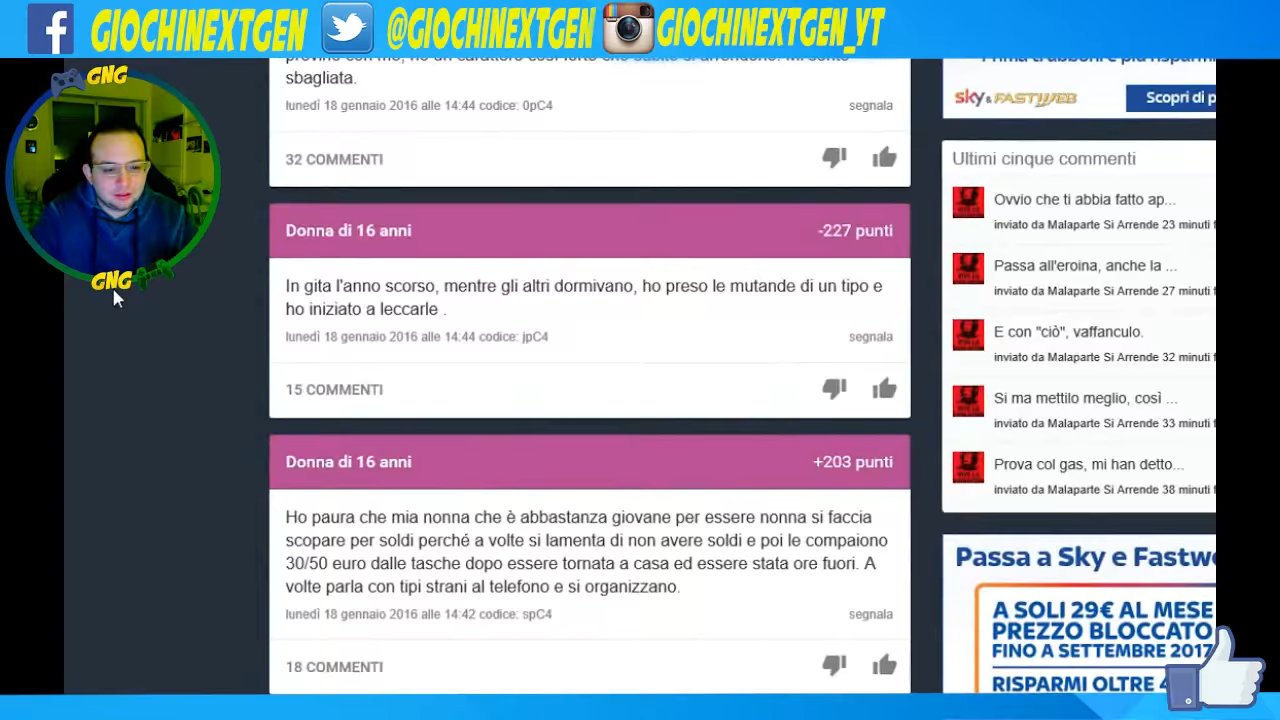 GIOCHINEXTGEN @GIOCHINEXTGEN GIOCHINEXTGEN_YT
GNG
GNG
sbagliata.
lunedì 18 gennaio 2016 alle 14:44 codice: 0pC4 segnala
32 COMMENTI
Donna di 16 anni -227 punti
In gita l'anno scorso, mentre gli altri dormivano, ho preso le mutande di un tipo e
ho iniziato a leccarle .
lunedì 18 gennaio 2016 alle 14:44 codice: jpC4 segnala
15 COMMENTI
Donna di 16 anni +203 punti
Ho paura che mia nonna che è abbastanza giovane per essere nonna si faccia
scopare per soldi perché a volte si lamenta di non avere soldi e poi le compaiono
30/50 euro dalle tasche dopo essere tornata a casa ed essere stata ore fuori. A
volte parla con tipi strani al telefono e si organizzano.
lunedì 18 gennaio 2016 alle 14:42 codice: spC4 segnala
18 COMMENTI
sky & FASTWEB Scopri di p
Ultimi cinque commenti
Ovvio che ti abbia fatto ap...
inviato da Malaparte Si Arrende 23 minuti f
Passa all'eroina, anche la ...
inviato da Malaparte Si Arrende 27 minuti f
E con "ciò", vaffanculo.
inviato da Malaparte Si Arrende 32 minuti f
Si ma mettilo meglio, così ...
inviato da Malaparte Si Arrende 33 minuti f
Prova col gas, mi han detto...
inviato da Malaparte Si Arrende 38 minuti f
Passa a Sky e Fastwe
A SOLI 29€ AL MESE
PREZZO BLOCCATO
FINO A SETTEMBRE 2017
RISPARMI OLTRE 4